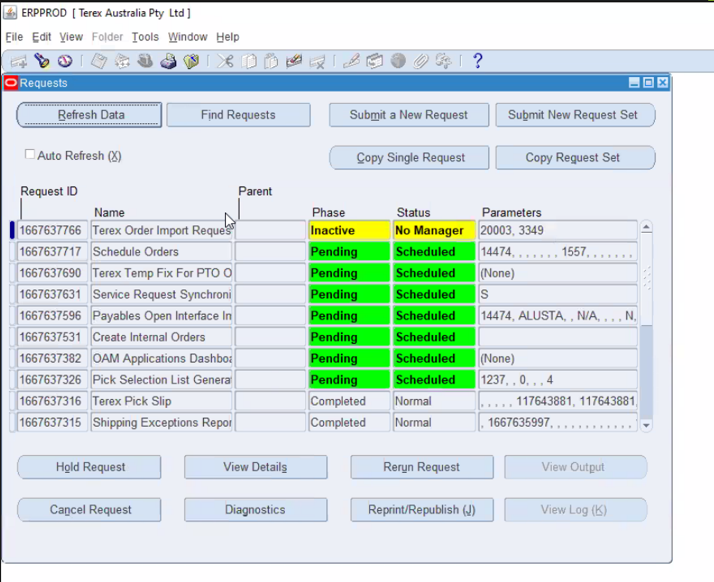 ERPPROD [ Terex Australia Pty Ltd ]
File Edit View Folder Tools Window Help
?
Requests
Refresh Data Find Requests Submit a New Request Submit New Request Set
Auto Refresh (X) Copy Single Request Copy Request Set
Request ID Parent
Name Phase Status Parameters
1667637766 Terex Order Import Reques Inactive No Manager 20003, 3349
1667637717 Schedule Orders Pending Scheduled 14474, , , , , , , 1557, , , , , , ,
1667637690 Terex Temp Fix For PTO O Pending Scheduled (None)
1667637631 Service Request Synchroni Pending Scheduled S
1667637596 Payables Open Interface In Pending Scheduled 14474, ALUSTA, , N/A, , , , N,
1667637531 Create Internal Orders Pending Scheduled
1667637382 OAM Applications Dashboa Pending Scheduled (None)
1667637326 Pick Selection List Genera Pending Scheduled 1237, , 0, , , 4
1667637316 Terex Pick Slip Completed Normal , , , , , 117643881, 117643881,
1667637315 Shipping Exceptions Repor Completed Normal , 1667635997, , , , , , , , , , , ,
Hold Request View Details Rerun Request View Output
Cancel Request Diagnostics Reprint/Republish (J) View Log (K)